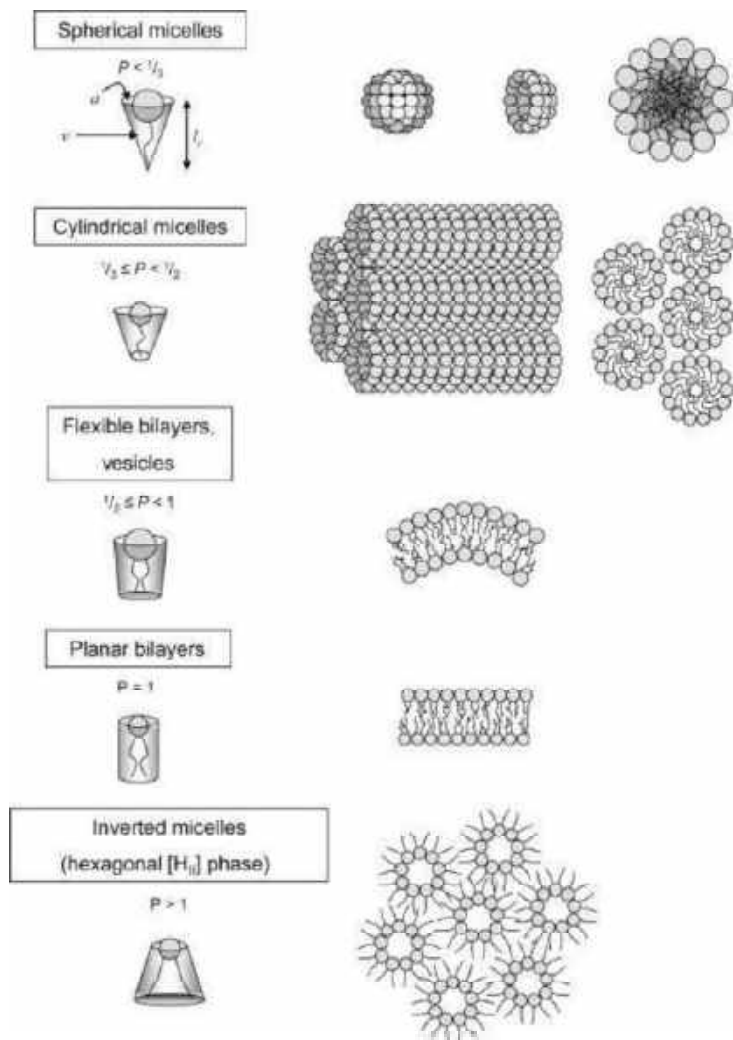 Spherical micelles
P < 1/3
a
v
lc
Cylindrical micelles
1/3 ≤ P < 1/2
Flexible bilayers,
vesicles
1/2 ≤ P < 1
Planar bilayers
P = 1
Inverted micelles
(hexagonal [HII] phase)
P > 1